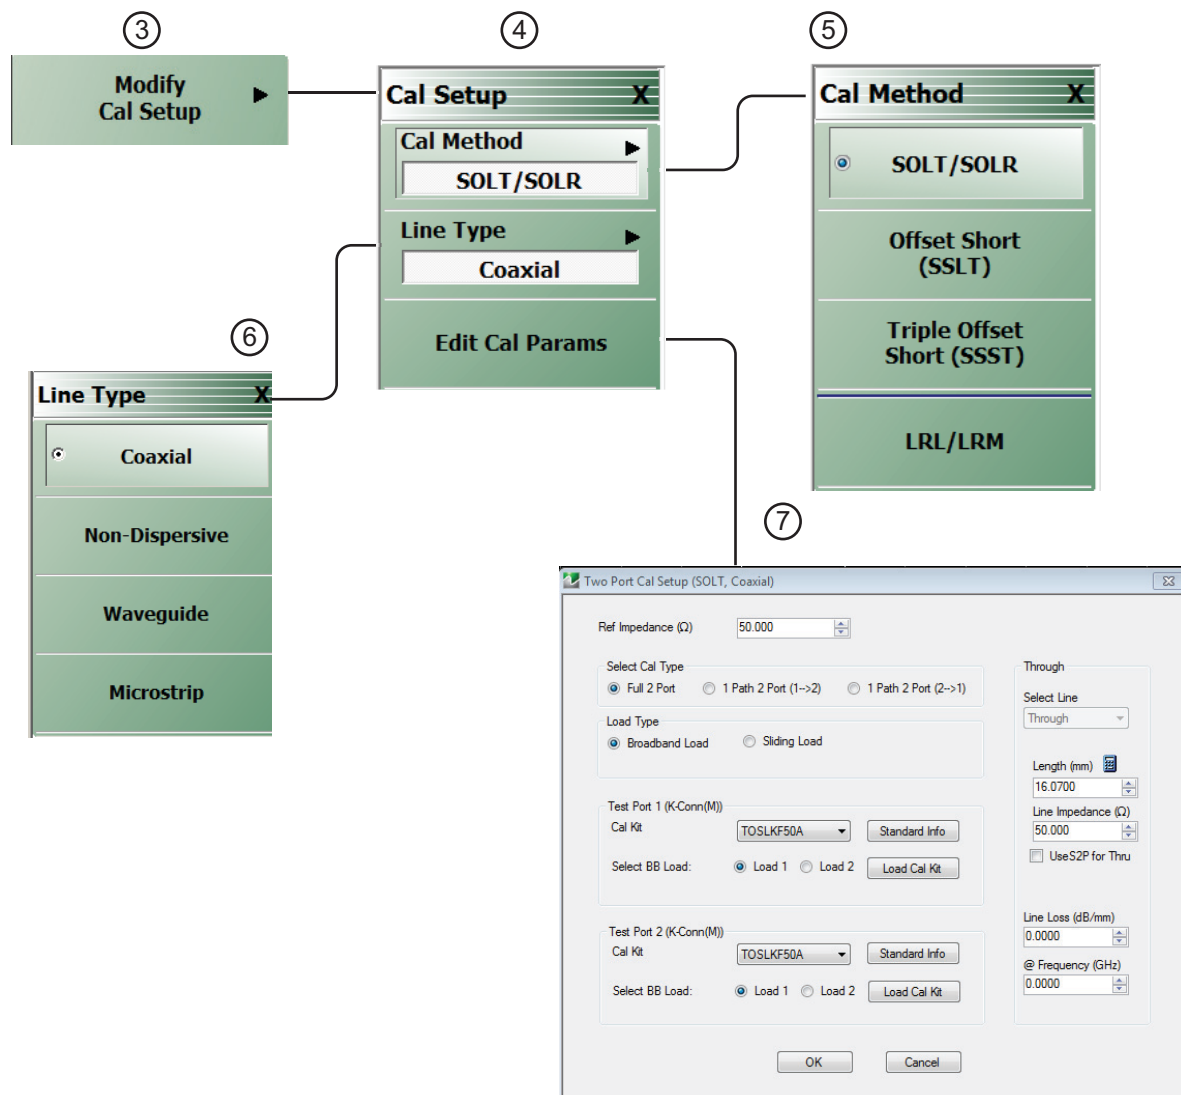 3
Modify
Cal Setup
4
Cal Setup X
Cal Method
SOLT/SOLR
Line Type
Coaxial
Edit Cal Params
5
Cal Method X
SOLT/SOLR
Offset Short
(SSLT)
Triple Offset
Short (SSST)
LRL/LRM
6
Line Type X
Coaxial
Non-Dispersive
Waveguide
Microstrip
7
Two Port Cal Setup (SOLT, Coaxial)
Ref Impedance (Ω) 50.000
Select Cal Type
Full 2 Port 1 Path 2 Port (1-->2) 1 Path 2 Port (2-->1)
Load Type
Broadband Load Sliding Load
Test Port 1 (K-Conn(M))
Cal Kit TOSLKF50A Standard Info
Select BB Load: Load 1 Load 2 Load Cal Kit
Test Port 2 (K-Conn(M))
Cal Kit TOSLKF50A Standard Info
Select BB Load: Load 1 Load 2 Load Cal Kit
Through
Select Line
Through
Length (mm)
16.0700
Line Impedance (Ω)
50.000
Use S2P for Thru
Line Loss (dB/mm)
0.0000
@ Frequency (GHz)
0.0000
OK Cancel